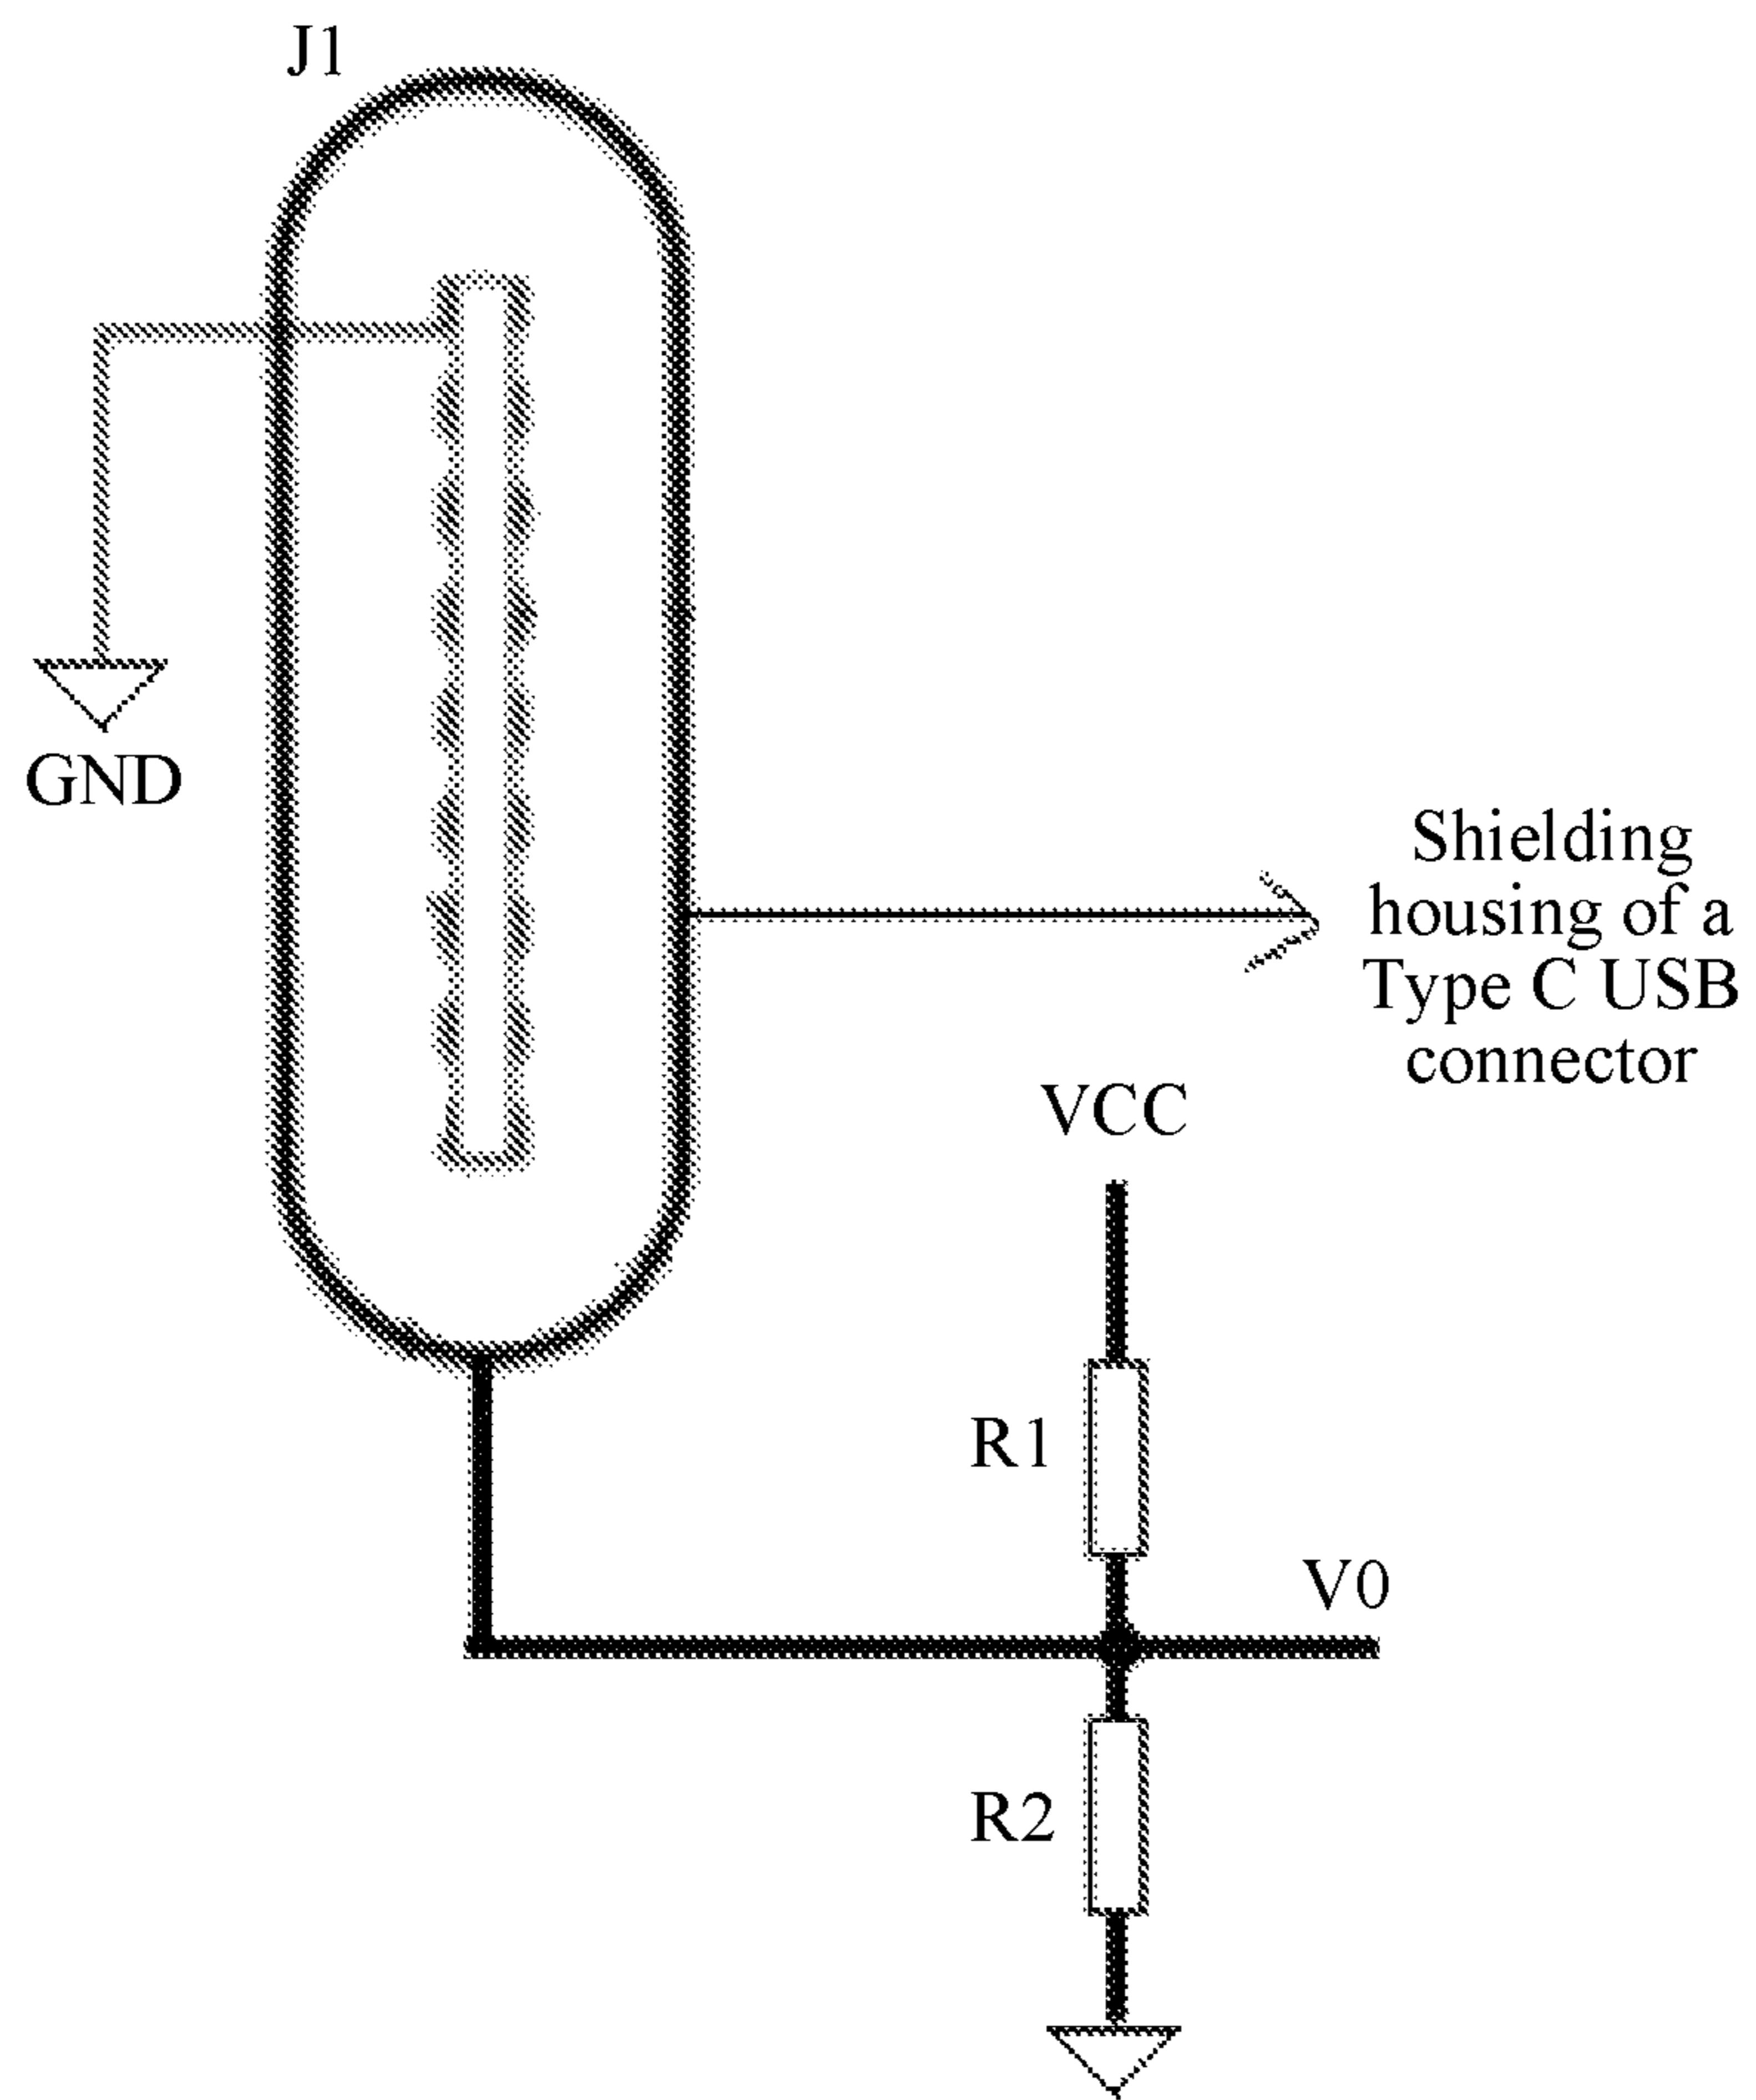 J1
GND
Shielding
housing of a
Type C USB
connector
VCC
R1
V0
R2